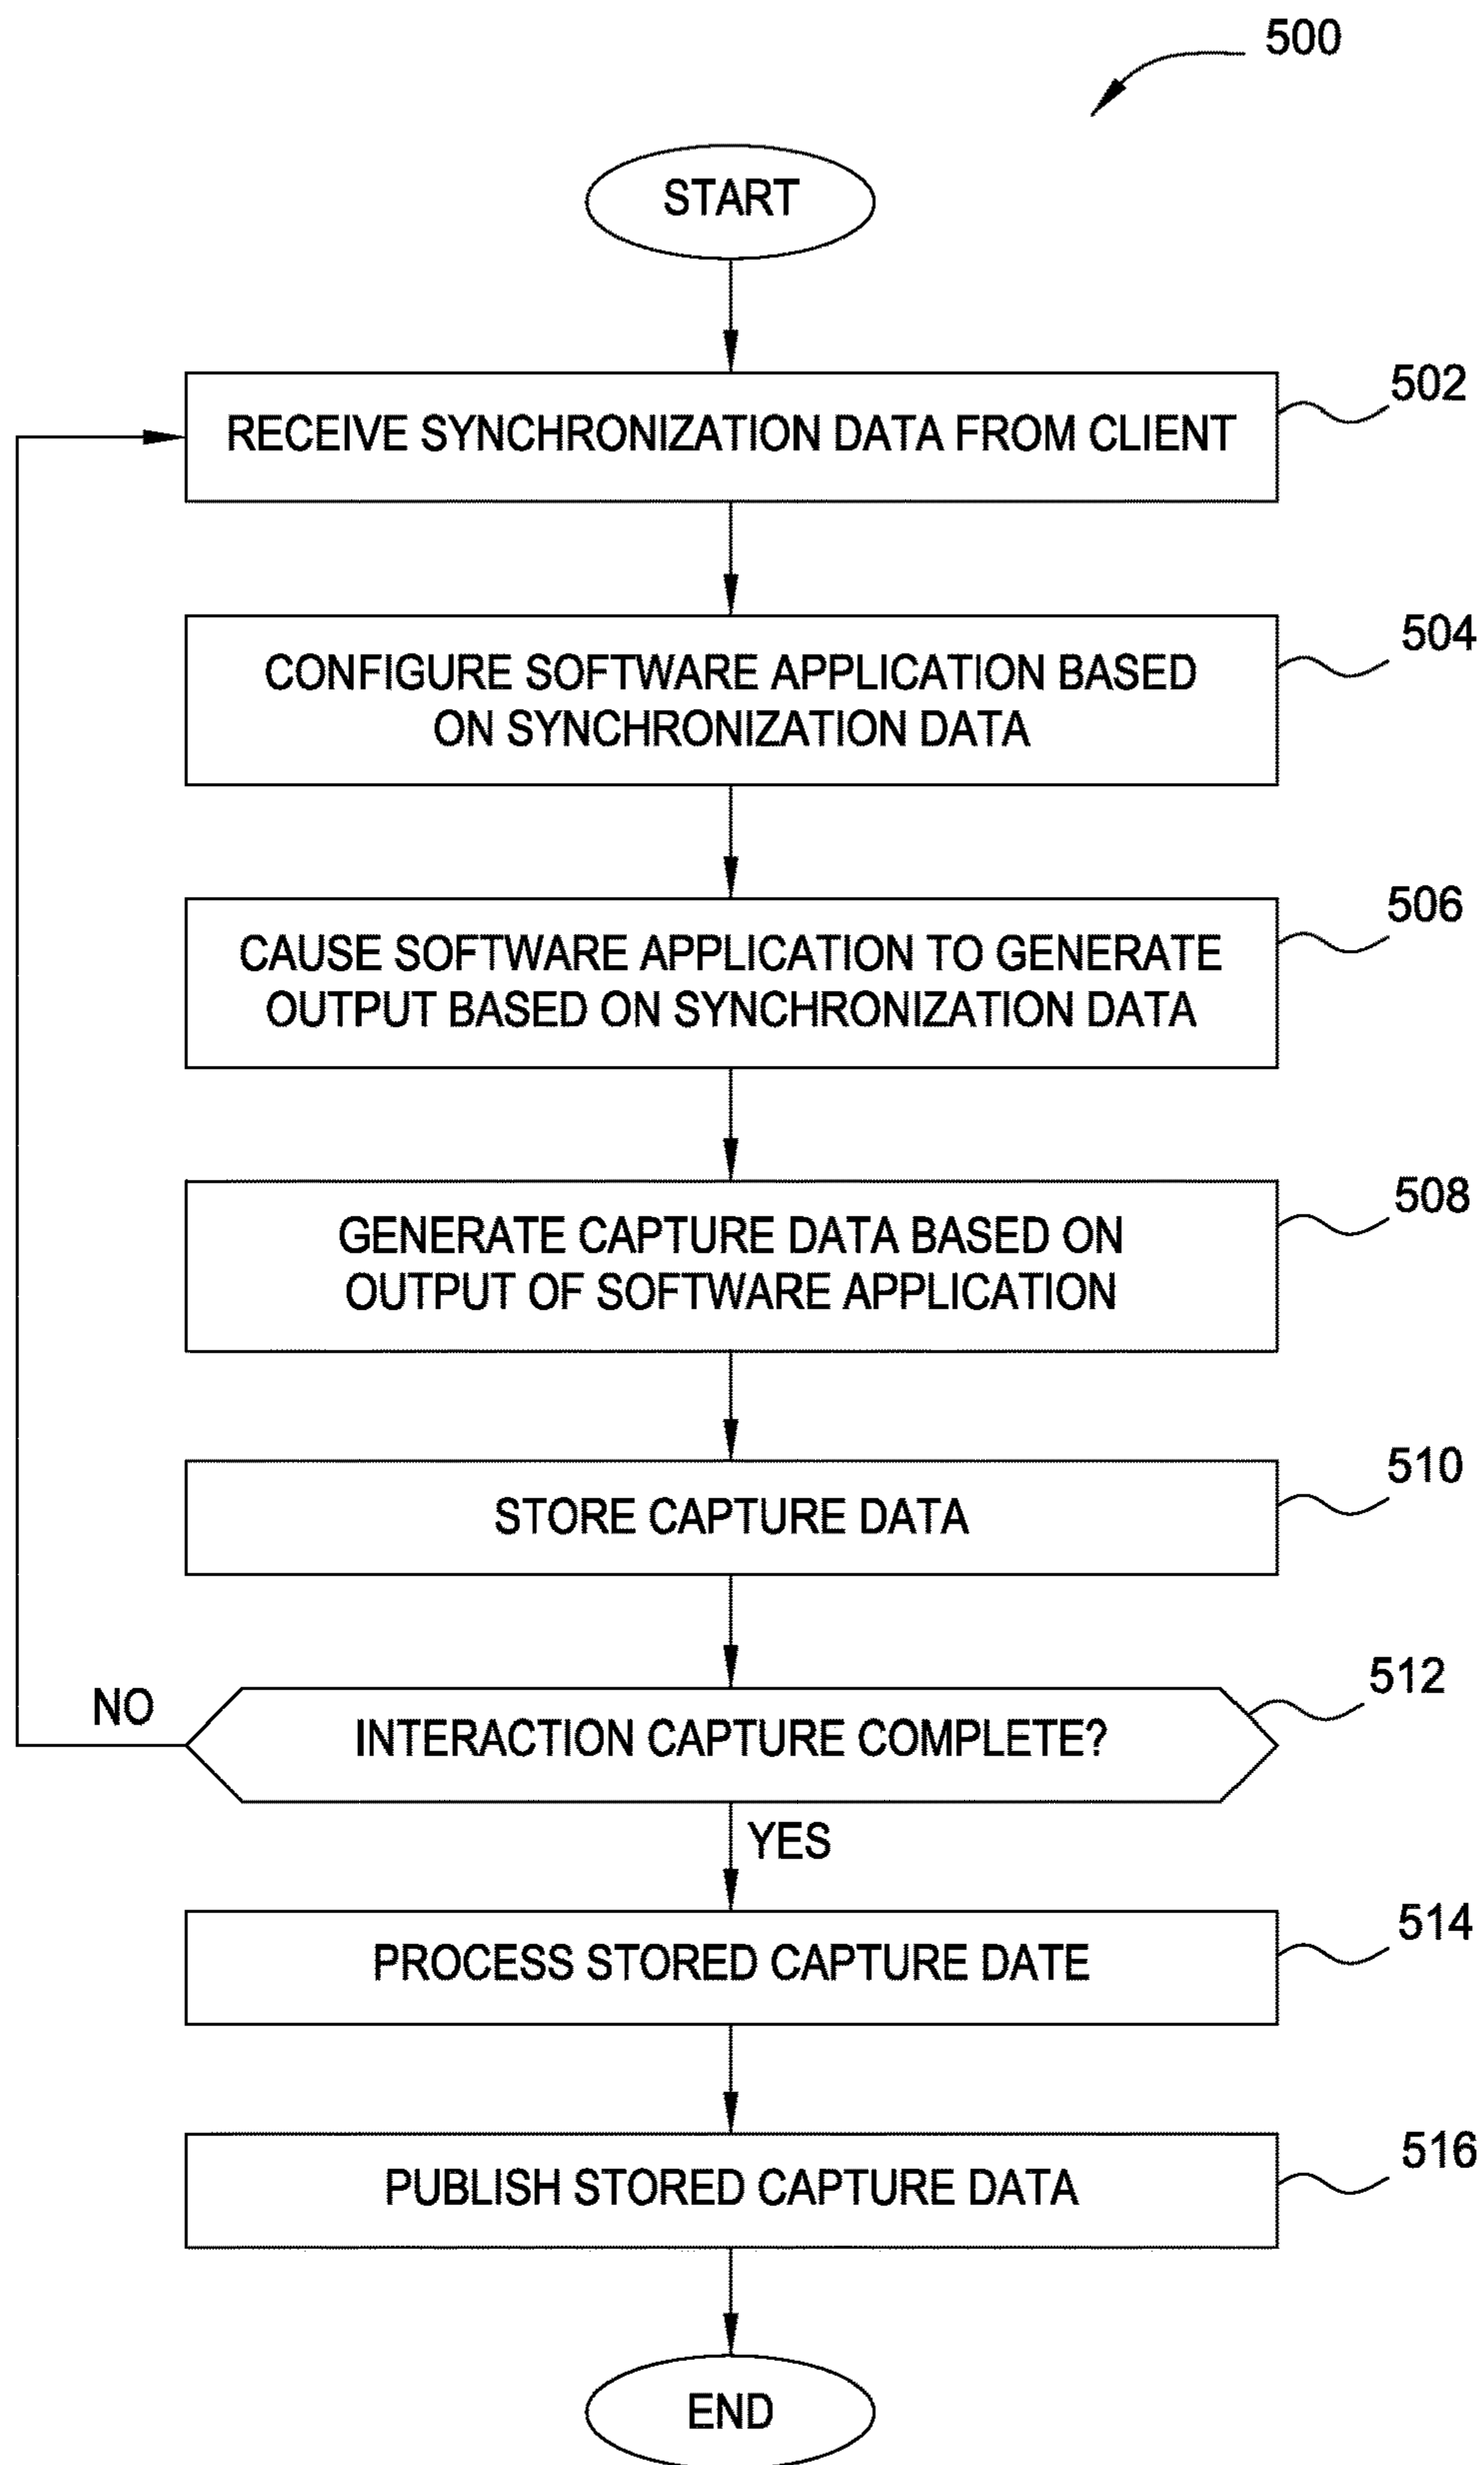 500
START
RECEIVE SYNCHRONIZATION DATA FROM CLIENT
502
CONFIGURE SOFTWARE APPLICATION BASED
ON SYNCHRONIZATION DATA
504
CAUSE SOFTWARE APPLICATION TO GENERATE
OUTPUT BASED ON SYNCHRONIZATION DATA
506
GENERATE CAPTURE DATA BASED ON
OUTPUT OF SOFTWARE APPLICATION
508
STORE CAPTURE DATA
510
NO
INTERACTION CAPTURE COMPLETE?
512
YES
PROCESS STORED CAPTURE DATE
514
PUBLISH STORED CAPTURE DATA
516
END